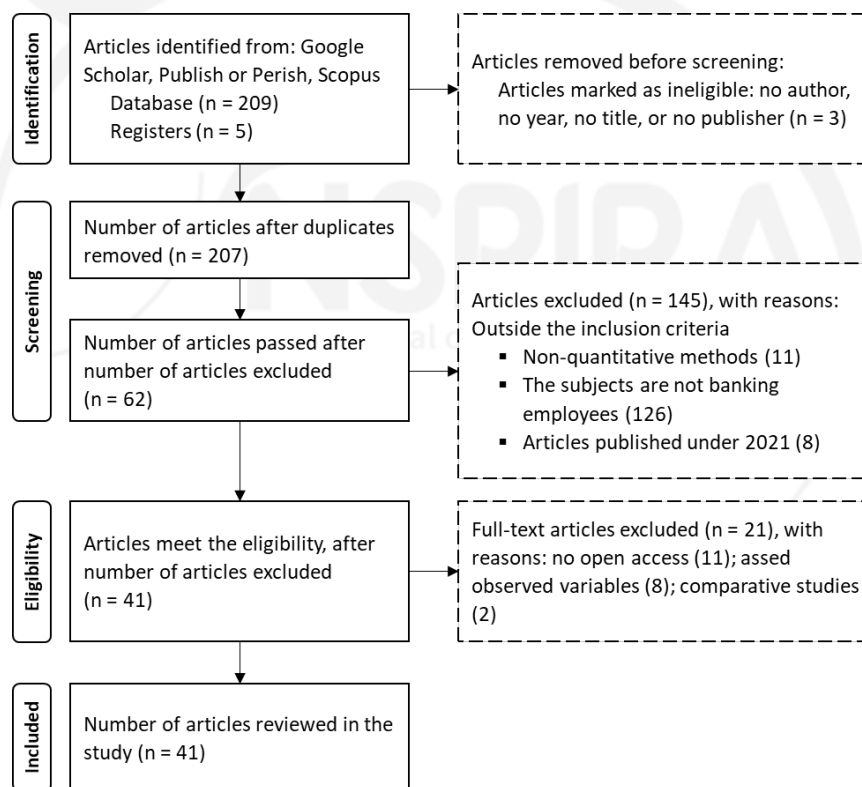 Identification
Articles identified from: Google
Scholar, Publish or Perish, Scopus
Database (n = 209)
Registers (n = 5)
Articles removed before screening:
Articles marked as ineligible: no author,
no year, no title, or no publisher (n = 3)
Screening
Number of articles after duplicates
removed (n = 207)
Number of articles passed after
number of articles excluded
(n = 62)
Articles excluded (n = 145), with reasons:
Outside the inclusion criteria
▪ Non-quantitative methods (11)
▪ The subjects are not banking
employees (126)
▪ Articles published under 2021 (8)
Eligibility
Articles meet the eligibility, after
number of articles excluded
(n = 41)
Full-text articles excluded (n = 21), with
reasons: no open access (11); assed
observed variables (8); comparative studies
(2)
Included
Number of articles reviewed in the
study (n = 41)